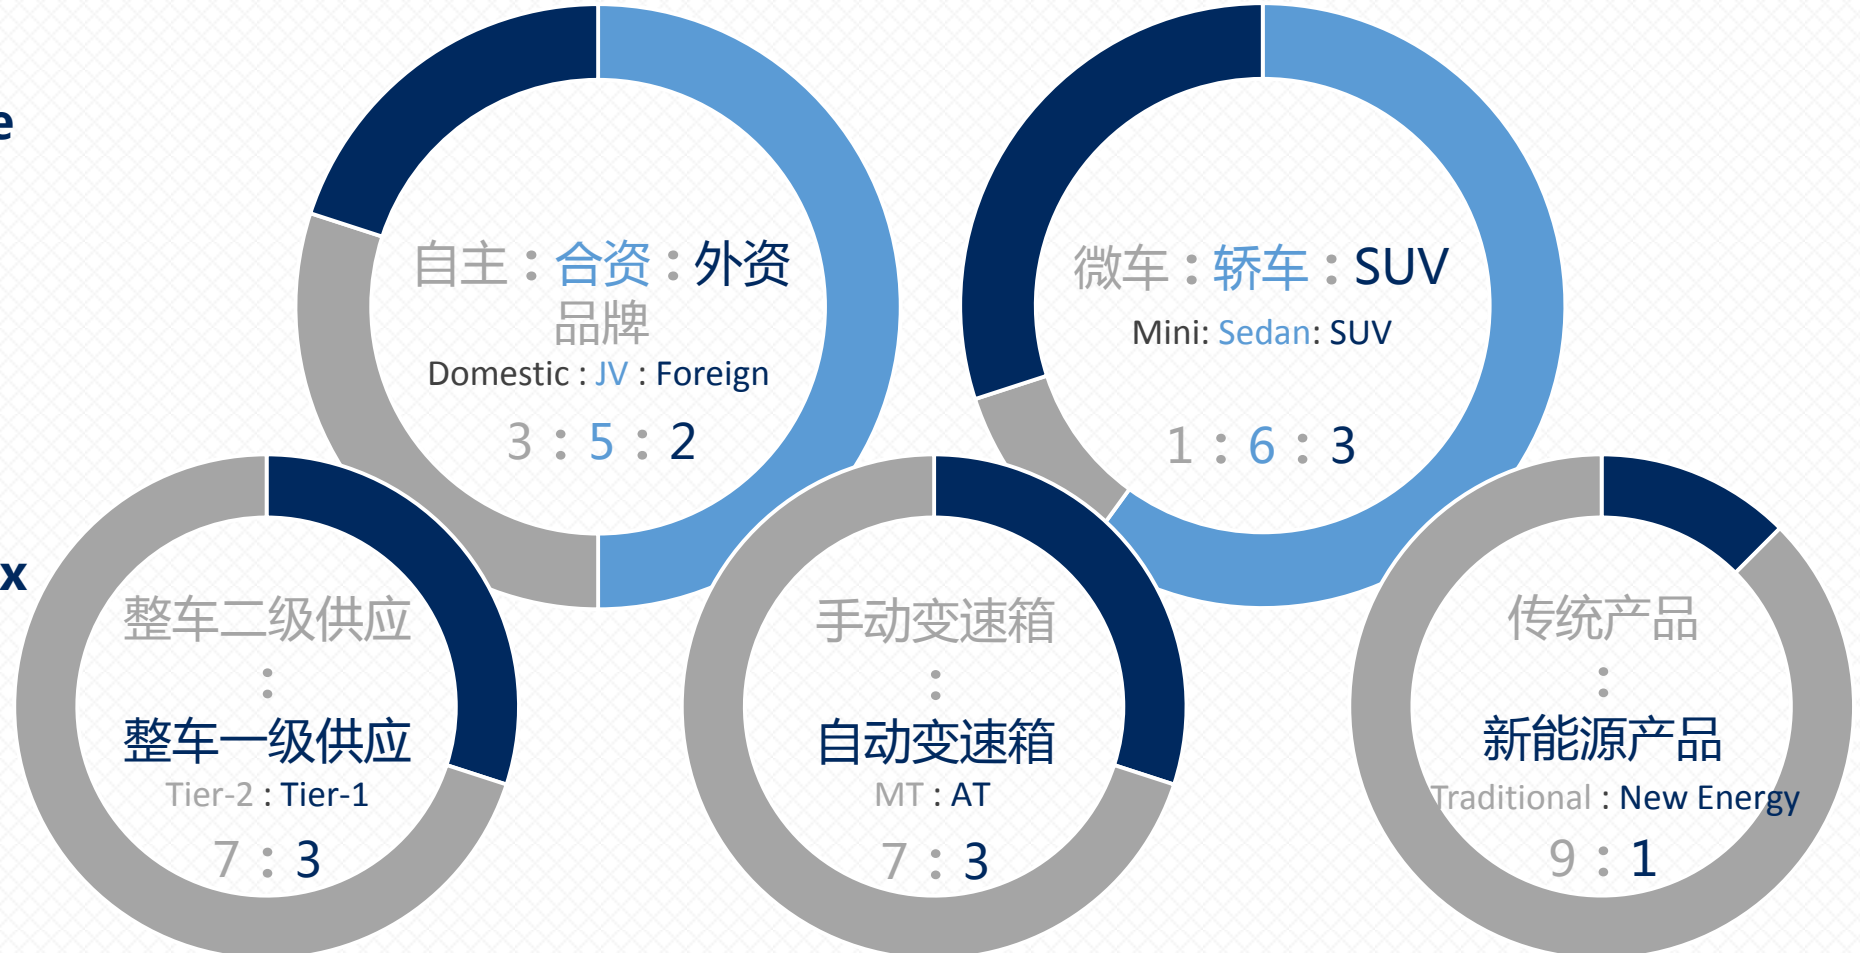 e
自主：合资：外资
品牌
Domestic : JV : Foreign
3：5：2
微车：轿车：SUV
Mini: Sedan: SUV
1：6：3
x
整车二级供应
：
整车一级供应
Tier-2 : Tier-1
7：3
手动变速箱
：
自动变速箱
MT : AT
7：3
传统产品
：
新能源产品
Traditional : New Energy
9：1